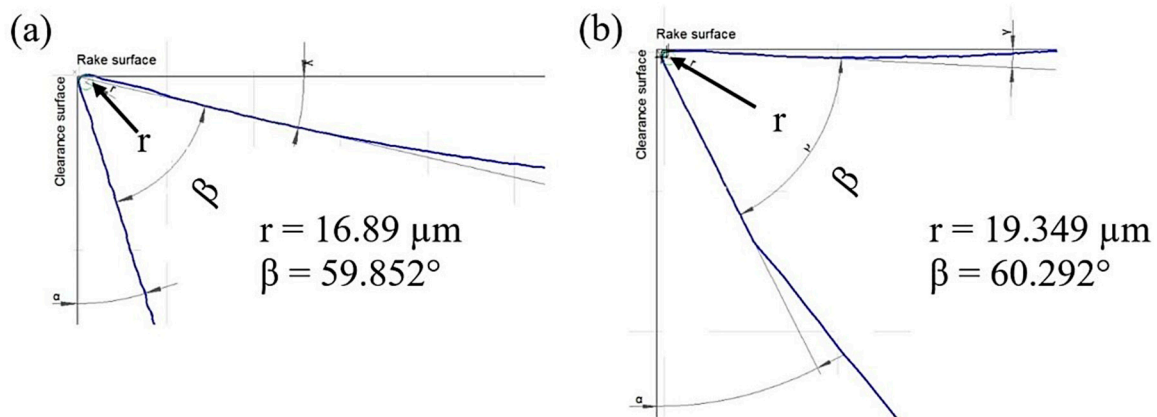 (a)
Rake surface
Clearance surface
r
r
γ
β
α
r = 16.89 μm
β = 59.852°
(b)
Rake surface
Clearance surface
r
r
γ
β
α
r = 19.349 μm
β = 60.292°